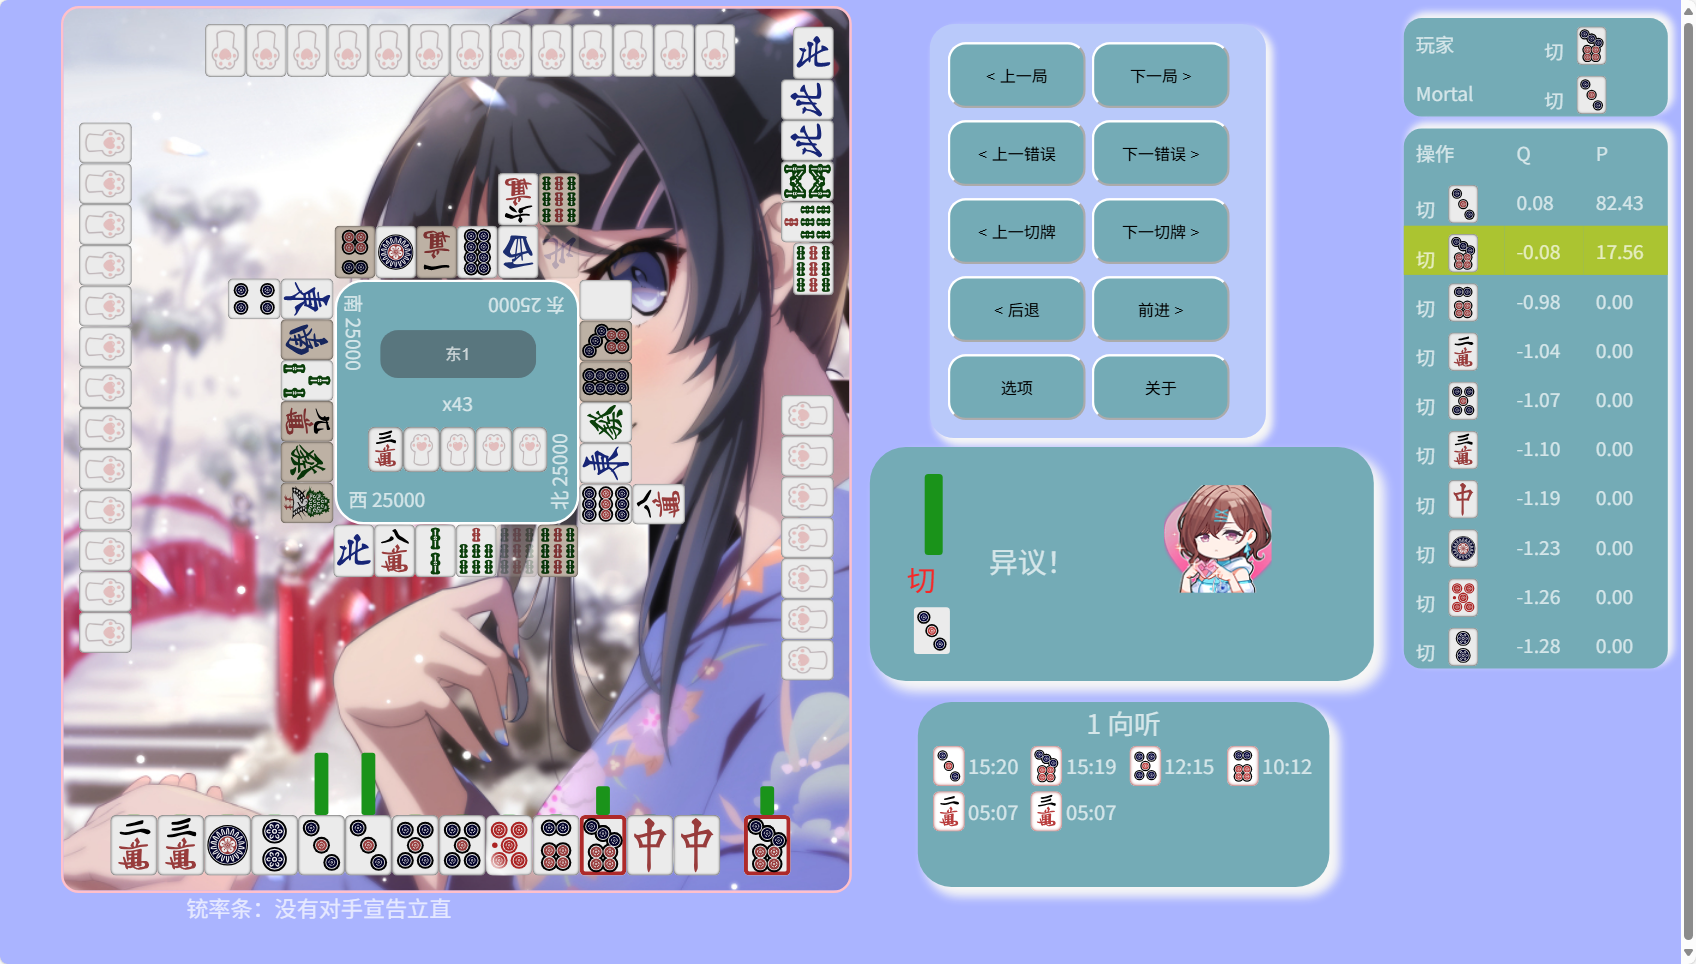 南 25000
东 25000
东1
x43
西 25000
北 25000
铳率条：没有对手宣告立直
< 上一局
下一局 >
< 上一错误
下一错误 >
< 上一切牌
下一切牌 >
< 后退
前进 >
选项
关于
切
异议！
1 向听
15:20
15:19
12:15
10:12
05:07
05:07
玩家 切
Mortal 切
操作 Q P
切 0.08 82.43
切 -0.08 17.56
切 -0.98 0.00
切 -1.04 0.00
切 -1.07 0.00
切 -1.10 0.00
切 -1.19 0.00
切 -1.23 0.00
切 -1.26 0.00
切 -1.28 0.00